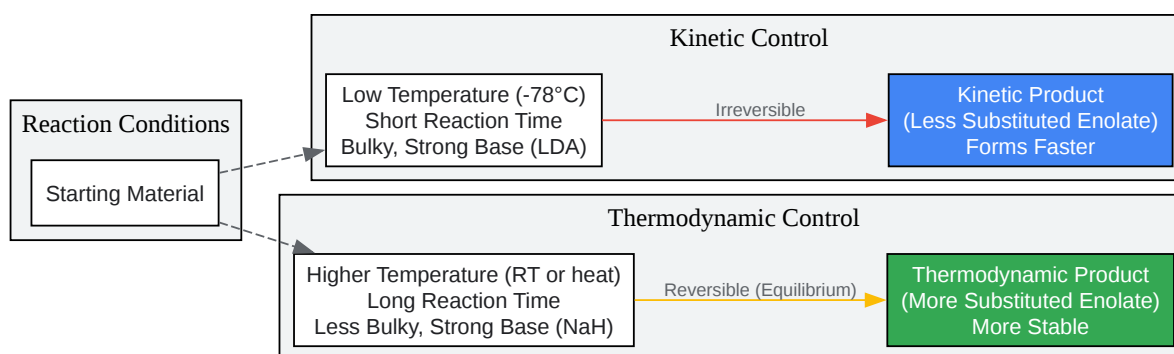 Reaction Conditions
Starting Material
Kinetic Control
Low Temperature (-78°C)
Short Reaction Time
Bulky, Strong Base (LDA)
Irreversible
Kinetic Product
(Less Substituted Enolate)
Forms Faster
Thermodynamic Control
Higher Temperature (RT or heat)
Long Reaction Time
Less Bulky, Strong Base (NaH)
Reversible (Equilibrium)
Thermodynamic Product
(More Substituted Enolate)
More Stable